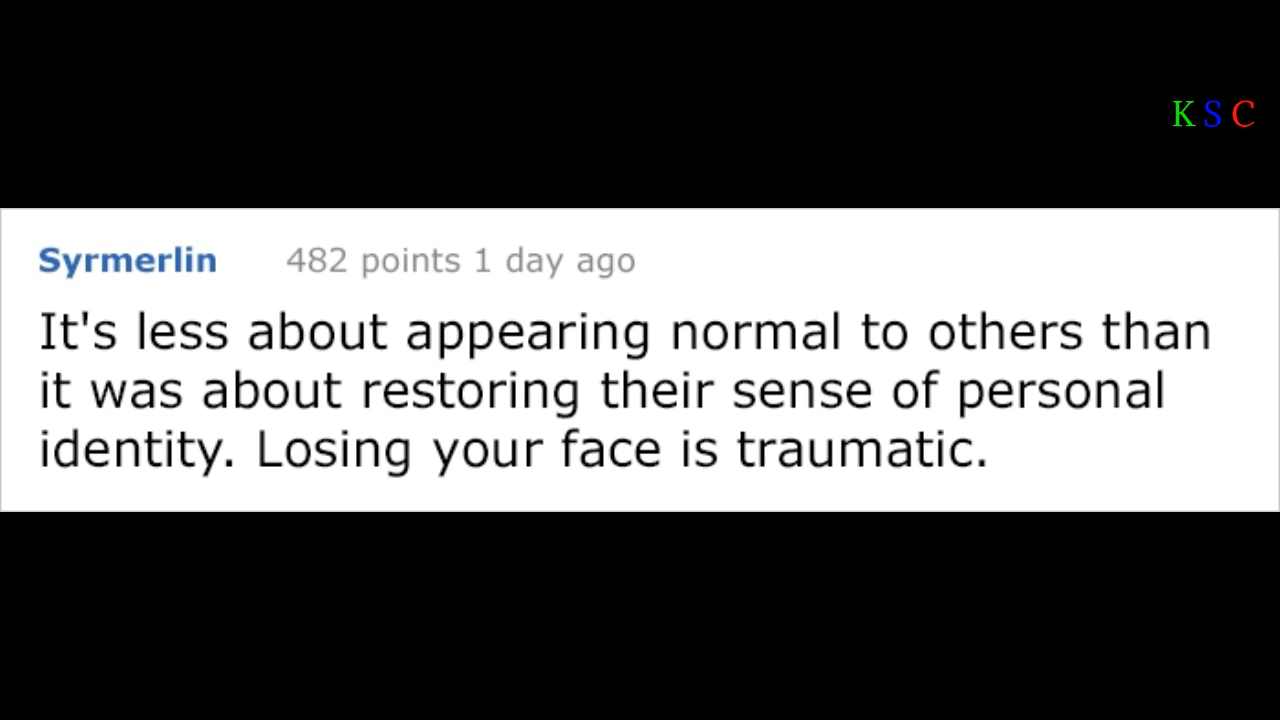 K S C
Syrmerlin 482 points 1 day ago
It's less about appearing normal to others than
it was about restoring their sense of personal
identity. Losing your face is traumatic.